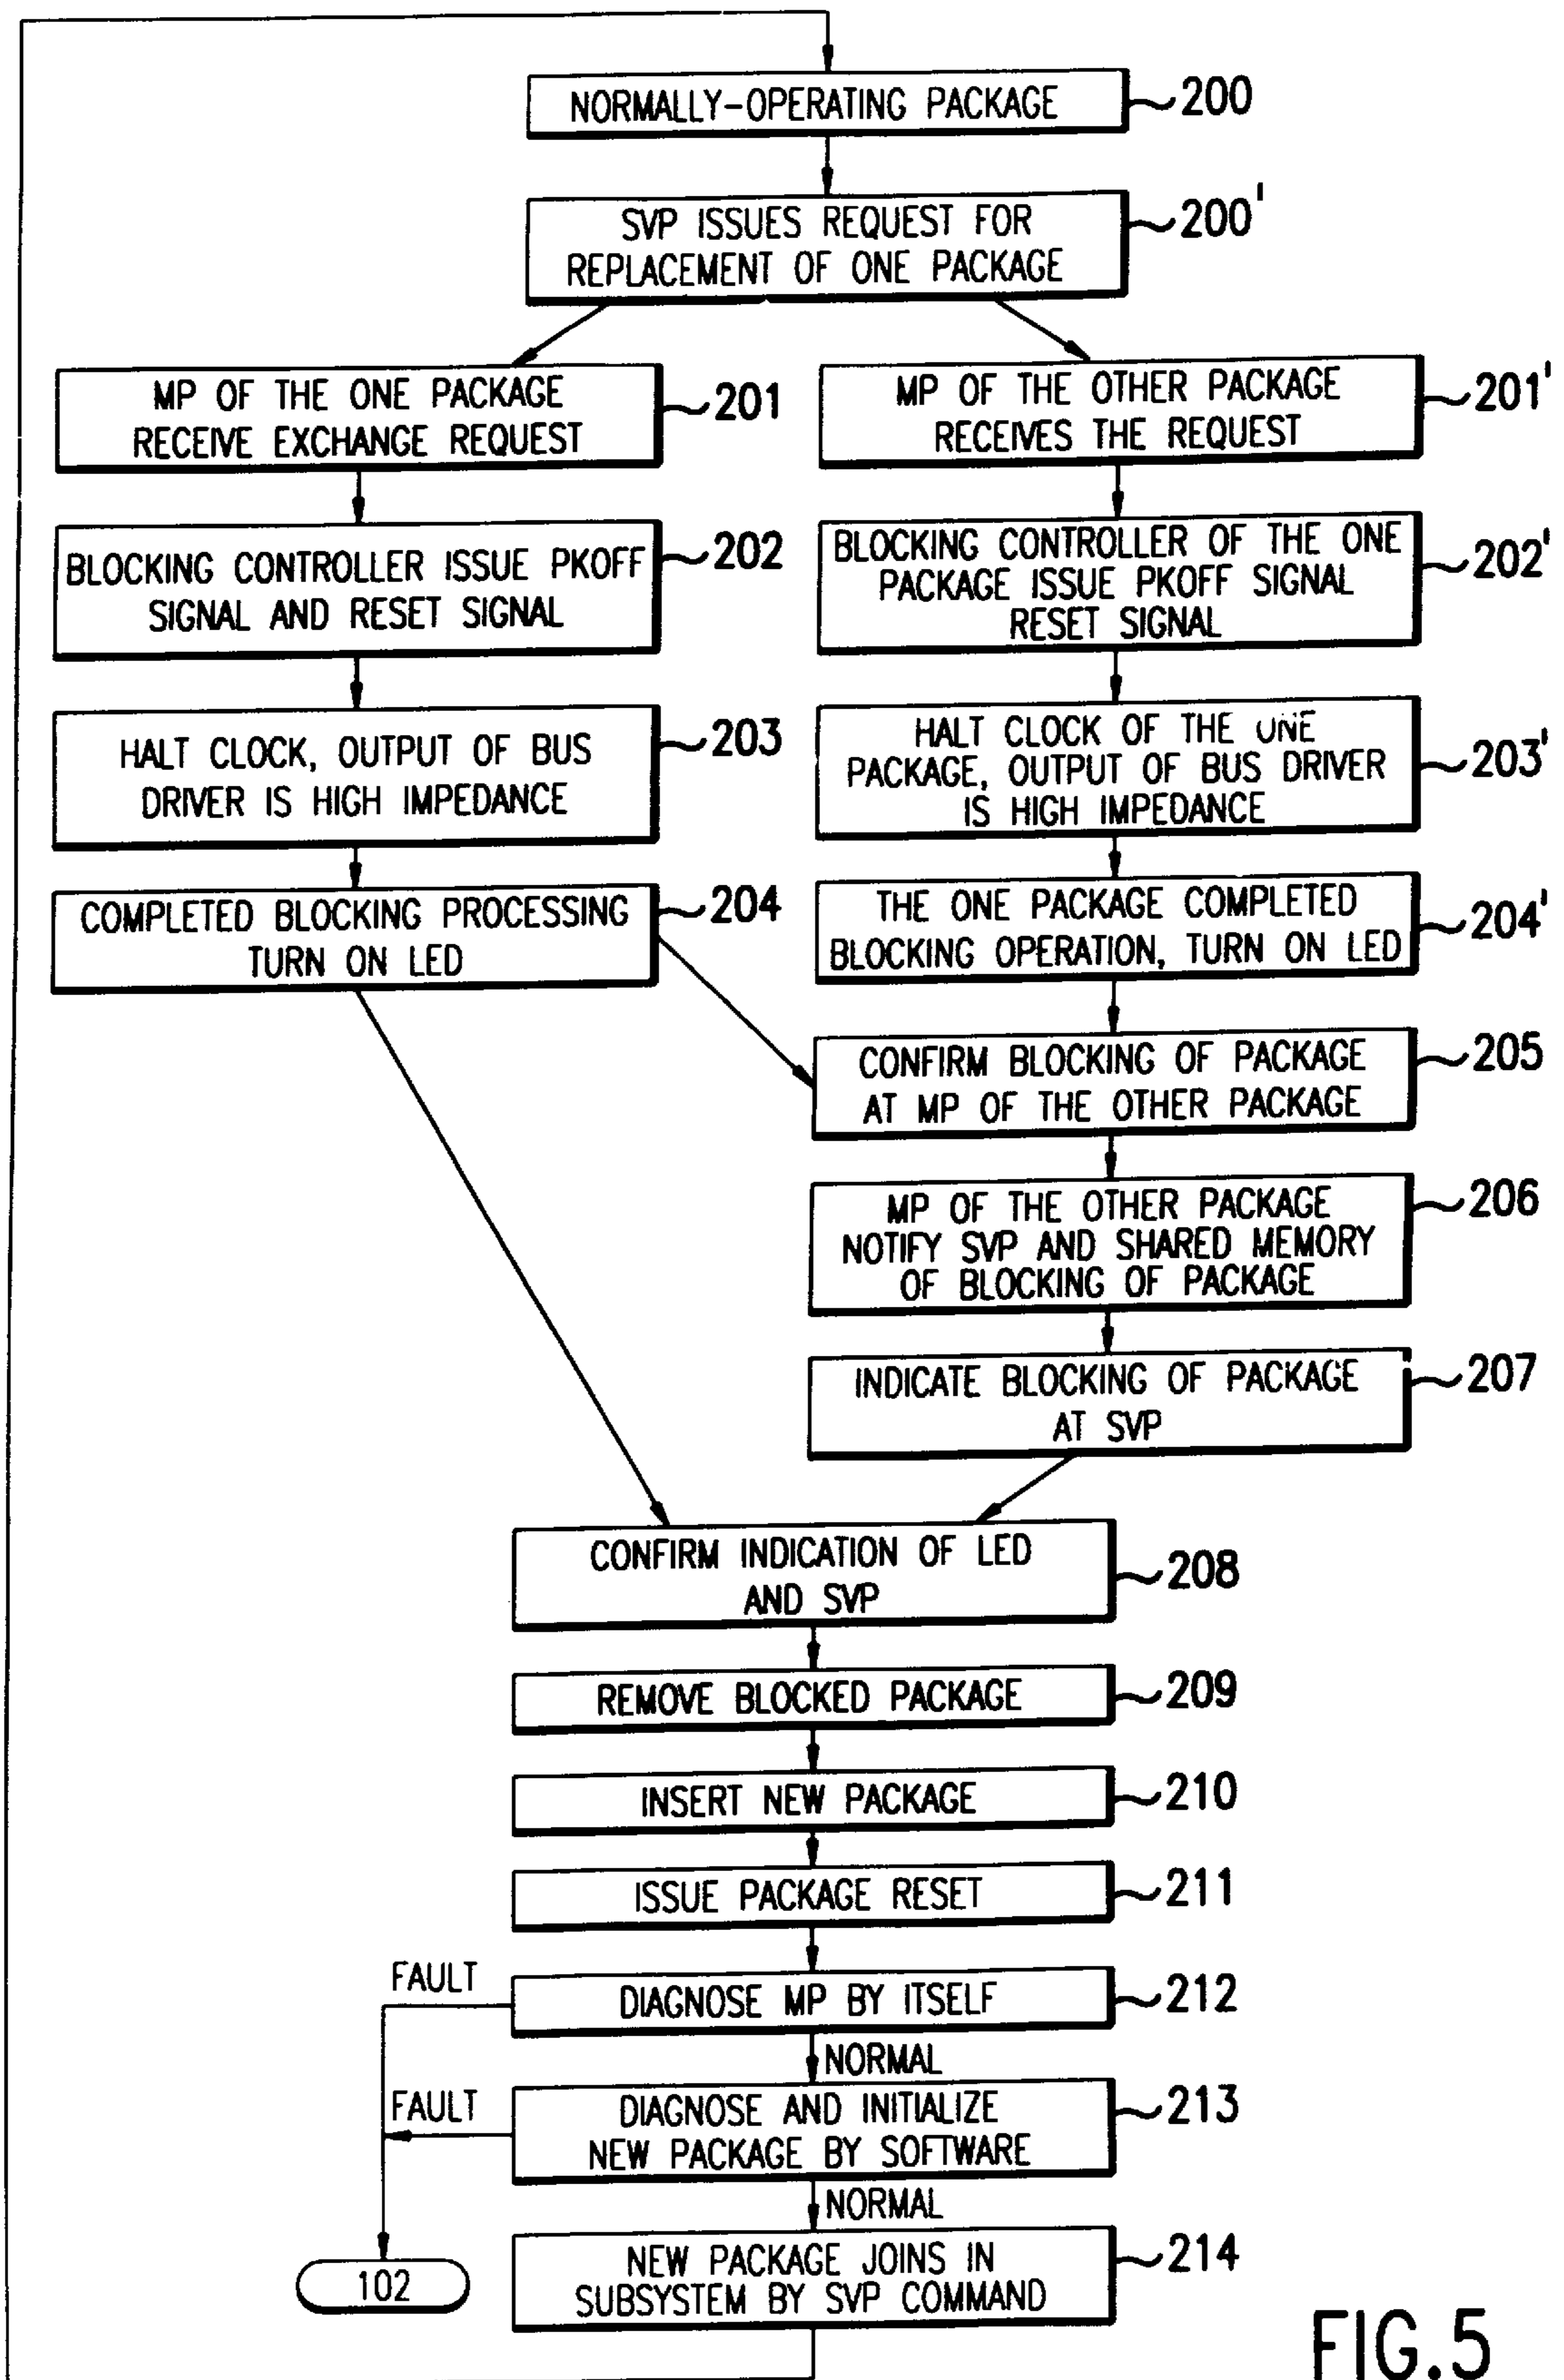 NORMALLY-OPERATING PACKAGE
200
SVP ISSUES REQUEST FOR
REPLACEMENT OF ONE PACKAGE
200'
MP OF THE ONE PACKAGE
RECEIVE EXCHANGE REQUEST
201
MP OF THE OTHER PACKAGE
RECEIVES THE REQUEST
201'
BLOCKING CONTROLLER ISSUE PKOFF
SIGNAL AND RESET SIGNAL
202
BLOCKING CONTROLLER OF THE ONE
PACKAGE ISSUE PKOFF SIGNAL
RESET SIGNAL
202'
HALT CLOCK, OUTPUT OF BUS
DRIVER IS HIGH IMPEDANCE
203
HALT CLOCK OF THE ONE
PACKAGE, OUTPUT OF BUS DRIVER
IS HIGH IMPEDANCE
203'
COMPLETED BLOCKING PROCESSING
TURN ON LED
204
THE ONE PACKAGE COMPLETED
BLOCKING OPERATION, TURN ON LED
204'
CONFIRM BLOCKING OF PACKAGE
AT MP OF THE OTHER PACKAGE
205
MP OF THE OTHER PACKAGE
NOTIFY SVP AND SHARED MEMORY
OF BLOCKING OF PACKAGE
206
INDICATE BLOCKING OF PACKAGE
AT SVP
207
CONFIRM INDICATION OF LED
AND SVP
208
REMOVE BLOCKED PACKAGE
209
INSERT NEW PACKAGE
210
ISSUE PACKAGE RESET
211
FAULT
DIAGNOSE MP BY ITSELF
212
NORMAL
FAULT
DIAGNOSE AND INITIALIZE
NEW PACKAGE BY SOFTWARE
213
NORMAL
102
NEW PACKAGE JOINS IN
SUBSYSTEM BY SVP COMMAND
214
FIG.5